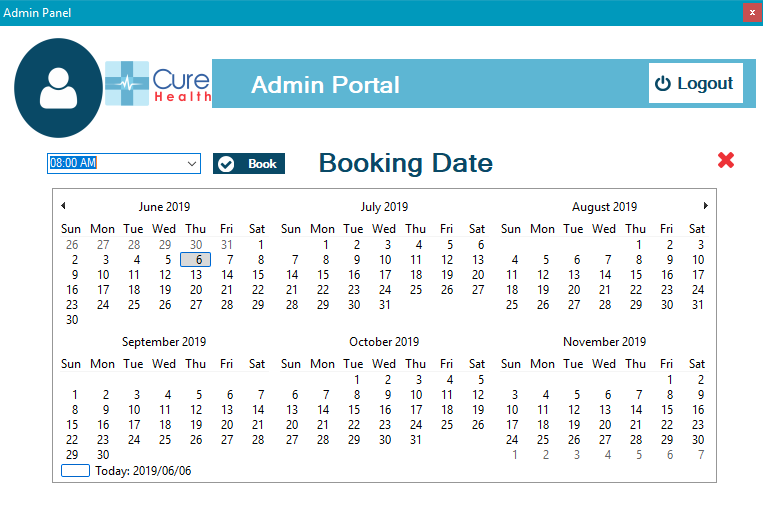 Admin Panel x
Cure
Health
Admin Portal
Logout
08:00 AM Book Booking Date
June 2019 July 2019 August 2019
Sun Mon Tue Wed Thu Fri Sat Sun Mon Tue Wed Thu Fri Sat Sun Mon Tue Wed Thu Fri Sat
26 27 28 29 30 31 1 1 2 3 4 5 6 1 2 3
2 3 4 5 6 7 8 7 8 9 10 11 12 13 4 5 6 7 8 9 10
9 10 11 12 13 14 15 14 15 16 17 18 19 20 11 12 13 14 15 16 17
16 17 18 19 20 21 22 21 22 23 24 25 26 27 18 19 20 21 22 23 24
23 24 25 26 27 28 29 28 29 30 31 25 26 27 28 29 30 31
30
September 2019 October 2019 November 2019
Sun Mon Tue Wed Thu Fri Sat Sun Mon Tue Wed Thu Fri Sat Sun Mon Tue Wed Thu Fri Sat
1 2 3 4 5 1 2
1 2 3 4 5 6 7 6 7 8 9 10 11 12 3 4 5 6 7 8 9
8 9 10 11 12 13 14 13 14 15 16 17 18 19 10 11 12 13 14 15 16
15 16 17 18 19 20 21 20 21 22 23 24 25 26 17 18 19 20 21 22 23
22 23 24 25 26 27 28 27 28 29 30 31 24 25 26 27 28 29 30
29 30 1 2 3 4 5 6 7
Today: 2019/06/06